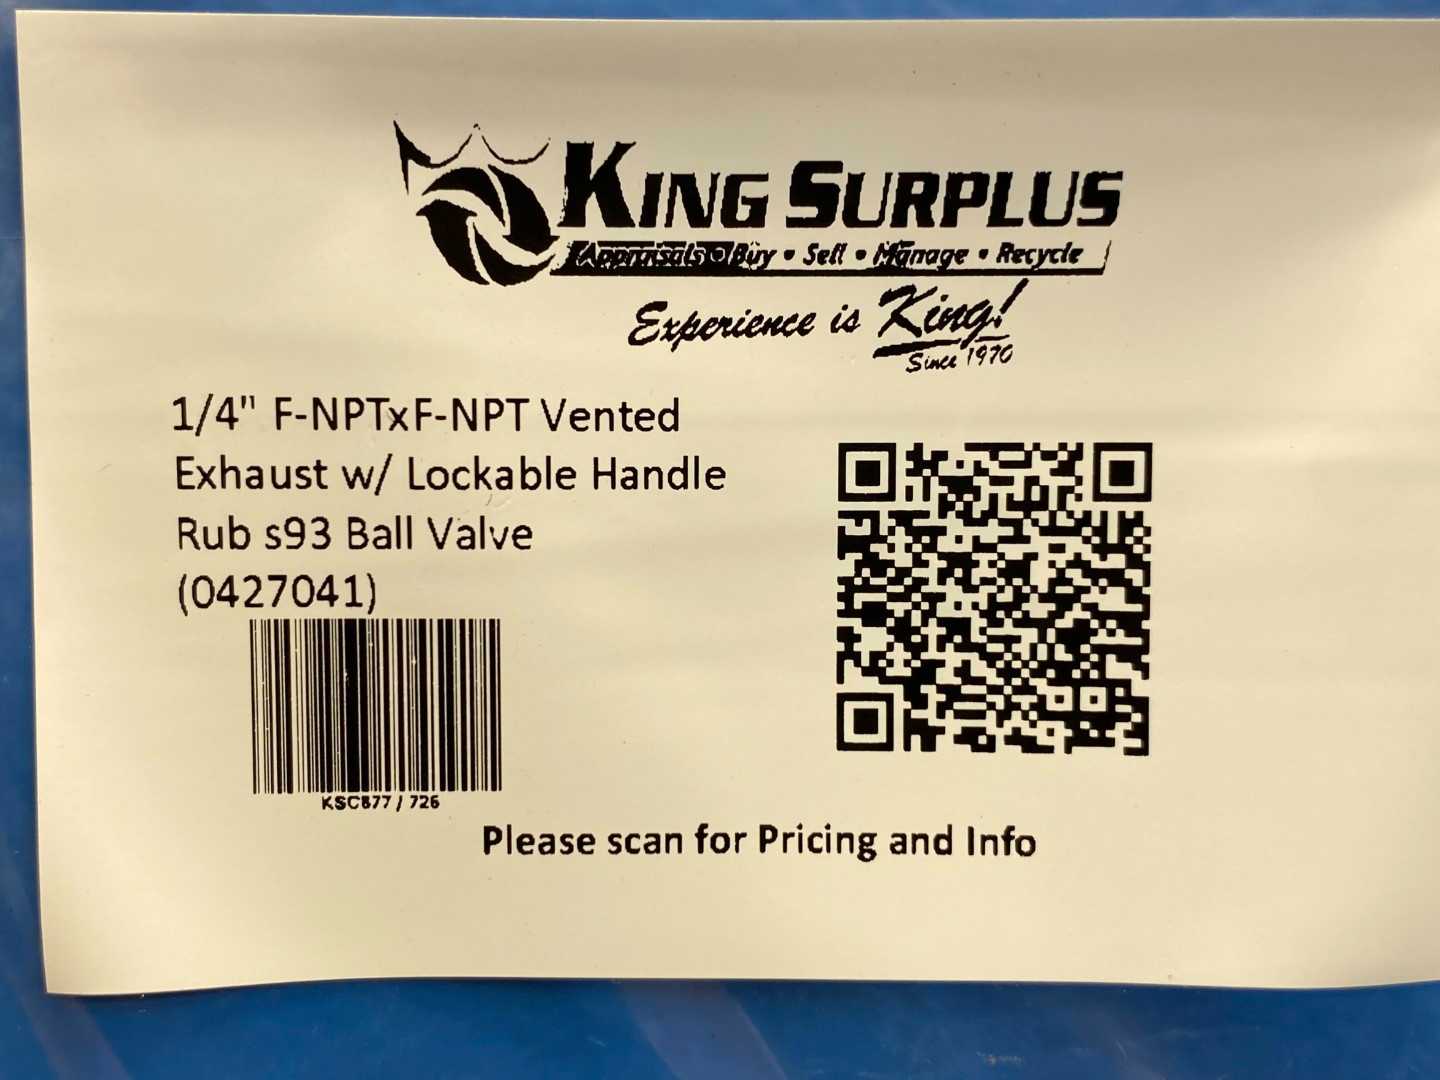 KING SURPLUS
Appraisals • Buy • Sell • Manage • Recycle
Experience is King!
Since 1970
1/4" F-NPTxF-NPT Vented
Exhaust w/ Lockable Handle
Rub s93 Ball Valve
(0427041)
KSC877 / 726
Please scan for Pricing and Info